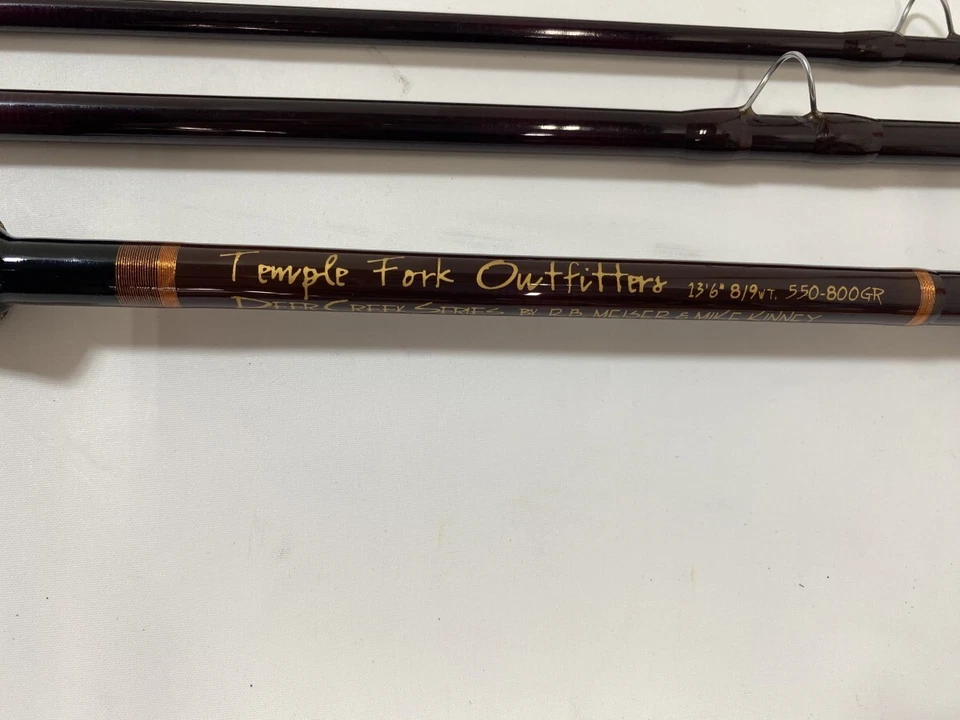 Temple Fork Outfitters 13'6" 8/9WT. 550-800GR
DEER CREEK SERIES BY R.B. MEISER & MIKE KINNEY